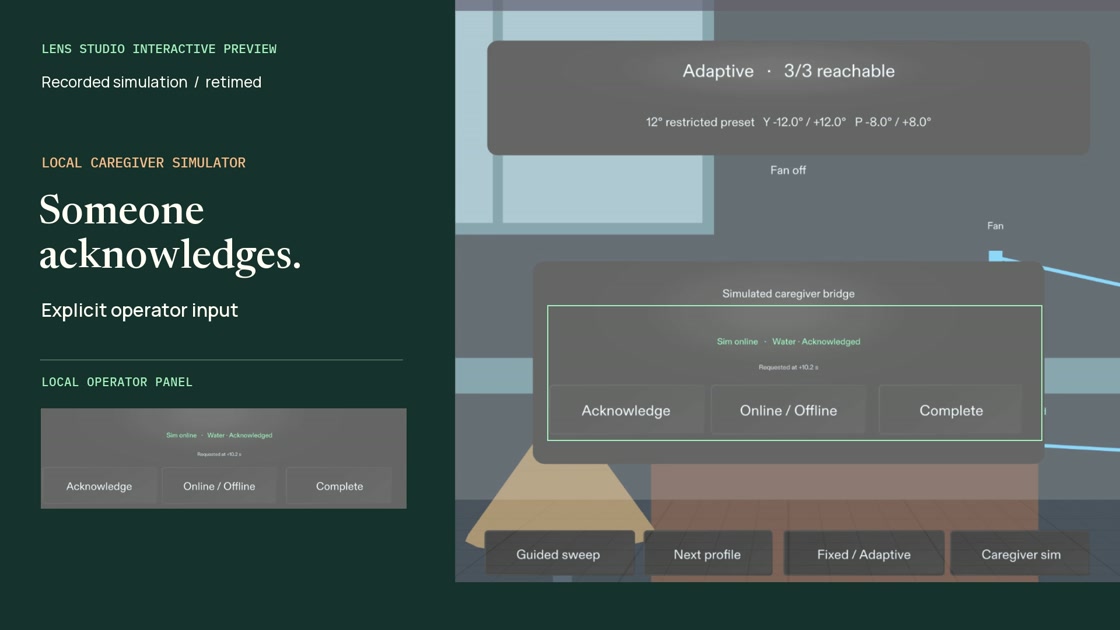 LENS STUDIO INTERACTIVE PREVIEW
Recorded simulation / retimed
LOCAL CAREGIVER SIMULATOR
Someone
acknowledges.
Explicit operator input
LOCAL OPERATOR PANEL
Sim online · Water · Acknowledged
Requested at +10.2 s
Acknowledge
Online / Offline
Complete
Adaptive · 3/3 reachable
12° restricted preset Y -12.0° / +12.0° P -8.0° / +8.0°
Fan off
Fan
Simulated caregiver bridge
Sim online · Water · Acknowledged
Requested at +10.2 s
Acknowledge
Online / Offline
Complete
Guided sweep
Next profile
Fixed / Adaptive
Caregiver sim